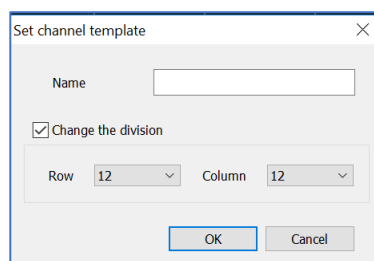 Set channel template
Name
Change the division
Row 12 Column 12
OK Cancel